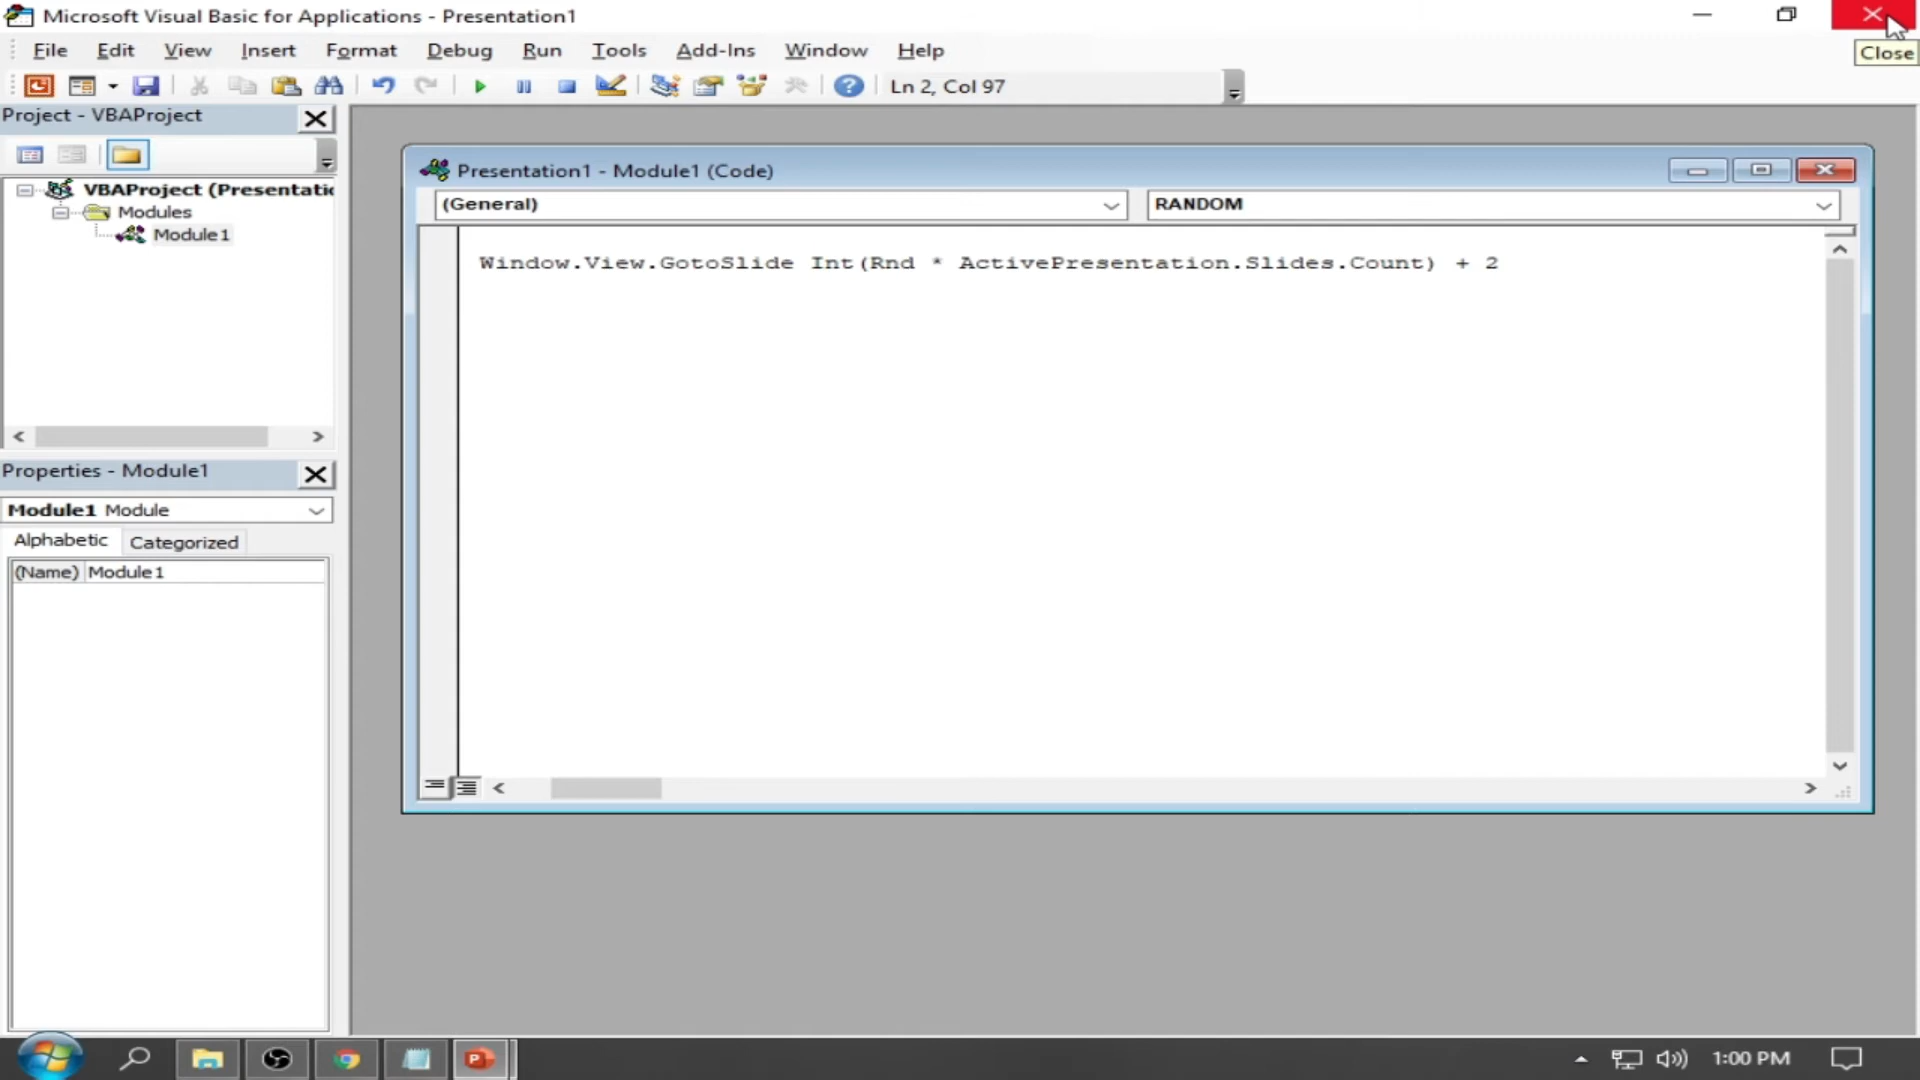 Microsoft Visual Basic for Applications - Presentation1
File Edit View Insert Format Debug Run Tools Add-Ins Window Help
Close
Ln 2, Col 97
Project - VBAProject
VBAProject (Presentatic
Modules
Module1
Presentation1 - Module1 (Code)
(General)
RANDOM
Window.View.GotoSlide Int(Rnd * ActivePresentation.Slides.Count) + 2
Properties - Module1
Module1 Module
Alphabetic Categorized
(Name) Module1
1:00 PM